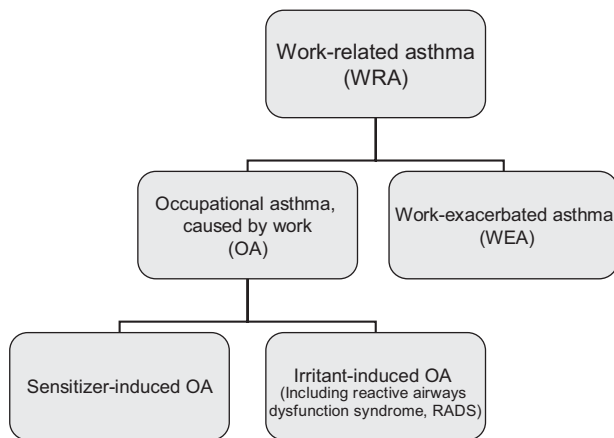 Work-related asthma
(WRA)
Occupational asthma,
caused by work
(OA)
Work-exacerbated asthma
(WEA)
Sensitizer-induced OA
Irritant-induced OA
(Including reactive airways
dysfunction syndrome, RADS)